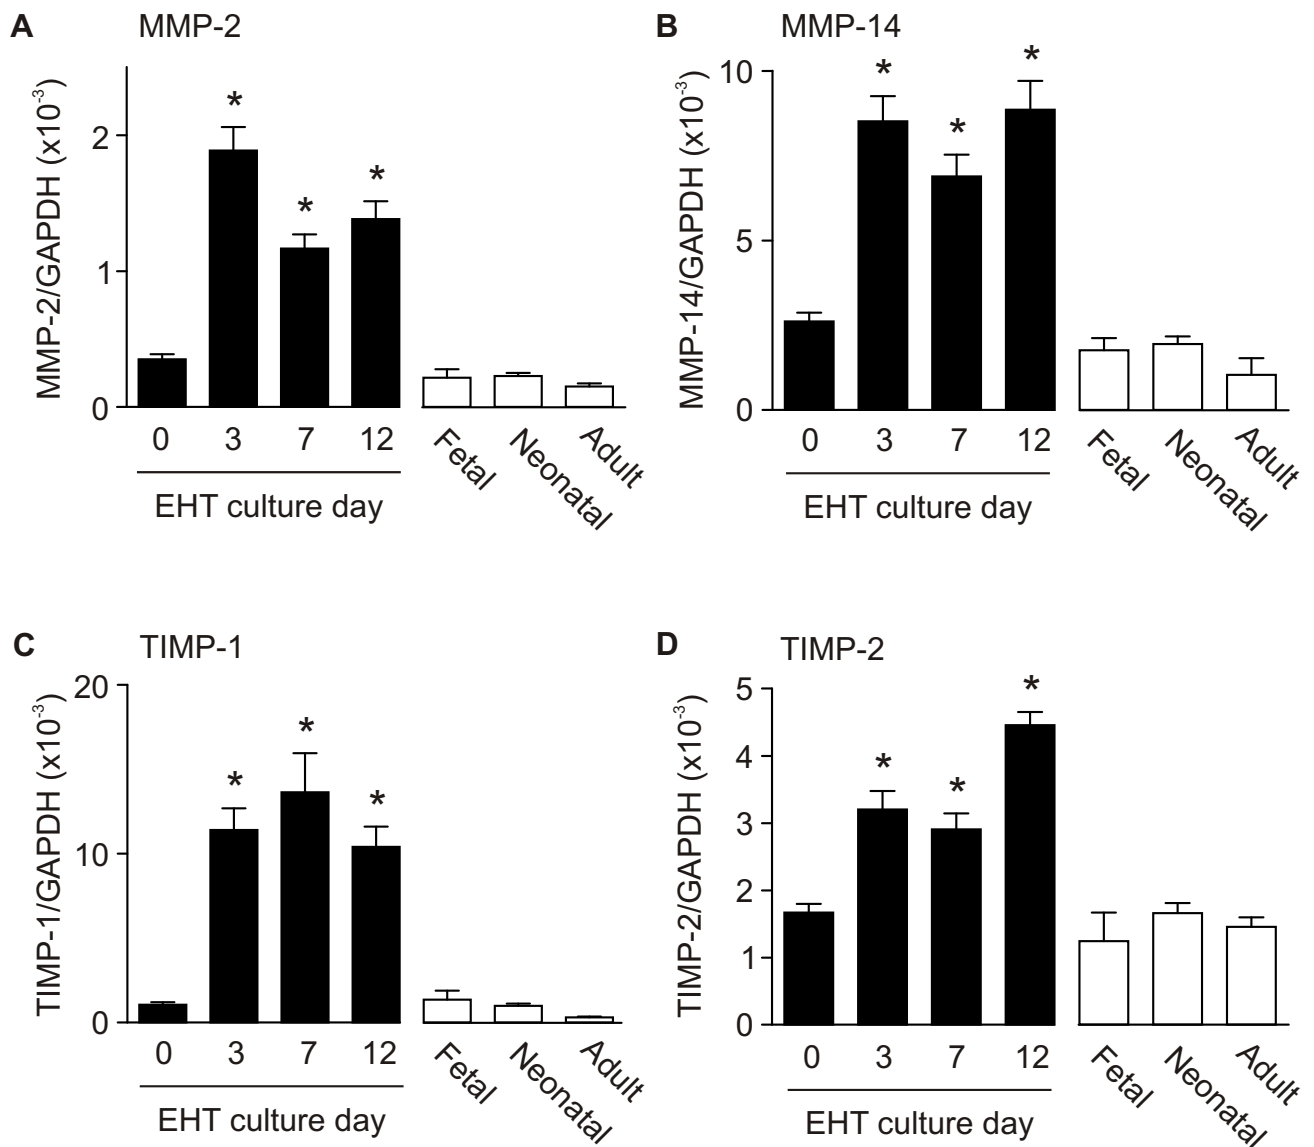 A MMP-2
MMP-2/GAPDH (x10⁻³)
2
1
0
* * *
0 3 7 12
Fetal Neonatal Adult
EHT culture day
B MMP-14
MMP-14/GAPDH (x10⁻³)
10
5
0
* * *
0 3 7 12
Fetal Neonatal Adult
EHT culture day
C TIMP-1
TIMP-1/GAPDH (x10⁻³)
20
10
0
* * *
0 3 7 12
Fetal Neonatal Adult
EHT culture day
D TIMP-2
TIMP-2/GAPDH (x10⁻³)
5
4
3
2
1
0
* * *
0 3 7 12
Fetal Neonatal Adult
EHT culture day